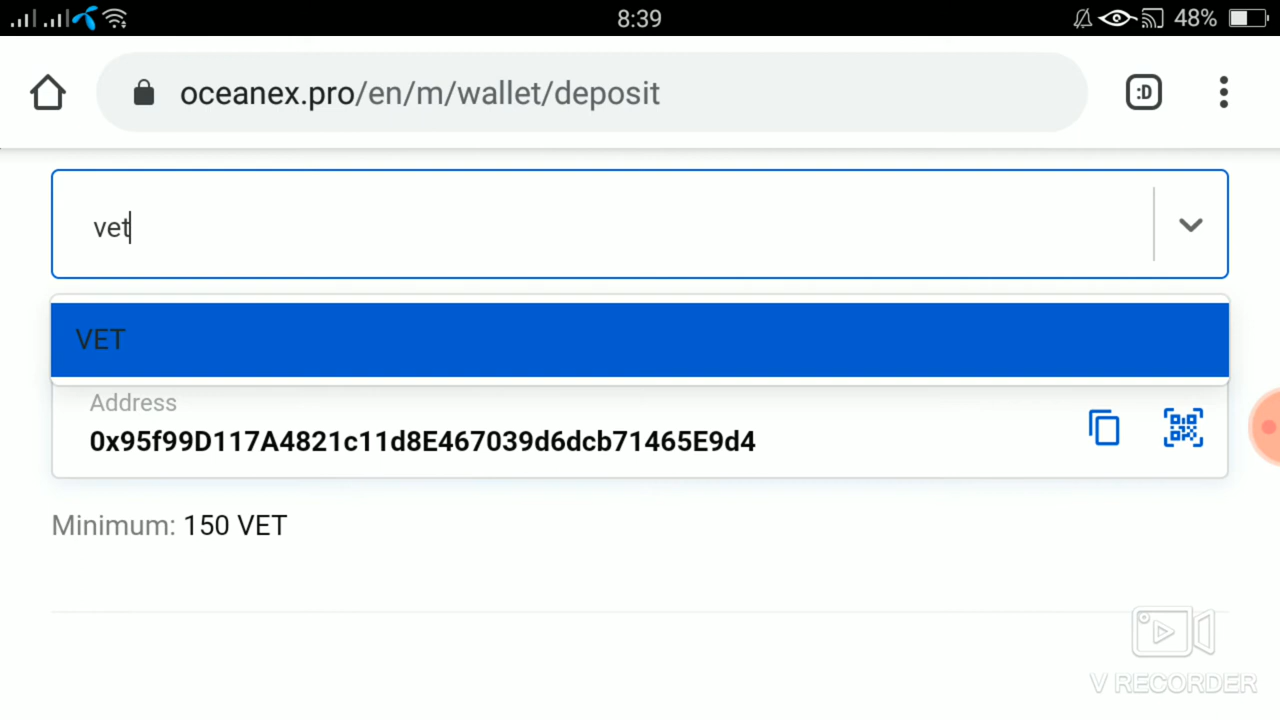 8:39
48%
oceanex.pro/en/m/wallet/deposit
:D
vet
VET
Address
0x95f99D117A4821c11d8E467039d6dcb71465E9d4
Minimum: 150 VET
V RECORDER